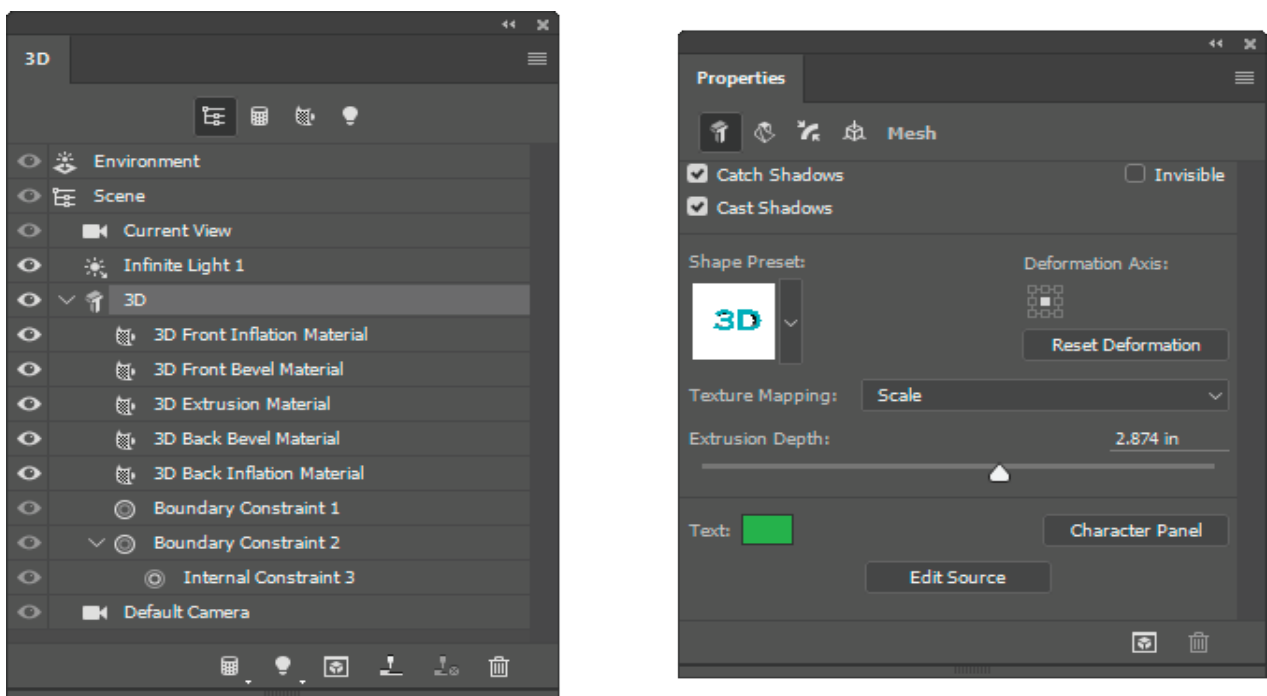 3D
Environment
Scene
Current View
Infinite Light 1
3D
3D Front Inflation Material
3D Front Bevel Material
3D Extrusion Material
3D Back Bevel Material
3D Back Inflation Material
Boundary Constraint 1
Boundary Constraint 2
Internal Constraint 3
Default Camera
Properties
Mesh
Catch Shadows Invisible
Cast Shadows
Shape Preset: Deformation Axis:
3D
Reset Deformation
Texture Mapping: Scale
Extrusion Depth: 2.874 in
Text: Character Panel
Edit Source